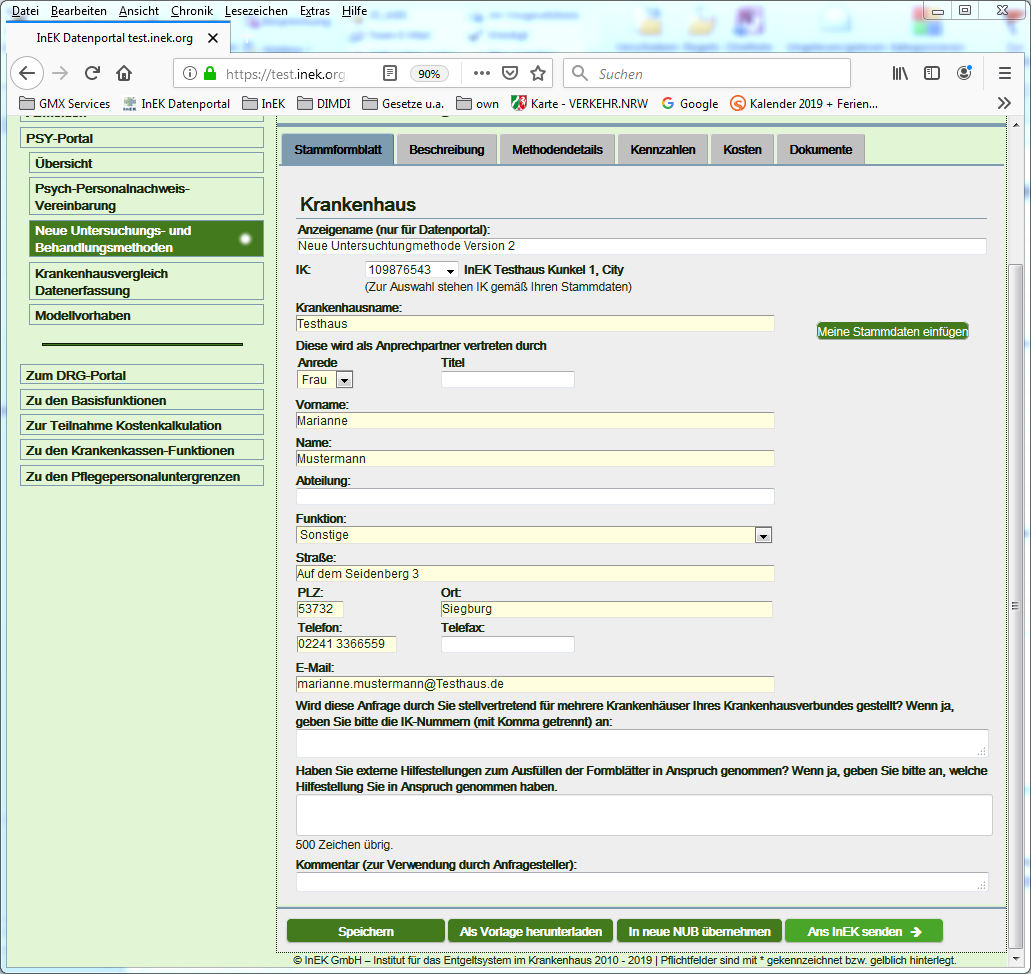 Datei Bearbeiten Ansicht Chronik Lesezeichen Extras Hilfe
InEK Datenportal test.inek.org
https://test.inek.org 90% Suchen
GMX Services InEK Datenportal InEK DIMDI Gesetze u.a. own Karte - VERKEHR.NRW Google Kalender 2019 + Ferien...
PSY-Portal
Übersicht
Psych-Personalnachweis-
Vereinbarung
Neue Untersuchungs- und
Behandlungsmethoden
Krankenhausvergleich
Datenerfassung
Modellvorhaben
Zum DRG-Portal
Zu den Basisfunktionen
Zur Teilnahme Kostenkalkulation
Zu den Krankenkassen-Funktionen
Zu den Pflegepersonaluntergrenzen
Stammformblatt Beschreibung Methodendetails Kennzahlen Kosten Dokumente
Krankenhaus
Anzeigename (nur für Datenportal):
Neue Untersuchtungmethode Version 2
IK: 109876543 InEK Testhaus Kunkel 1, City
(Zur Auswahl stehen IK gemäß Ihren Stammdaten)
Krankenhausname:
Testhaus
Meine Stammdaten einfügen
Diese wird als Anprechpartner vertreten durch
Anrede Titel
Frau
Vorname:
Marianne
Name:
Mustermann
Abteilung:
Funktion:
Sonstige
Straße:
Auf dem Seidenberg 3
PLZ: Ort:
53732 Siegburg
Telefon: Telefax:
02241 3366559
E-Mail:
marianne.mustermann@Testhaus.de
Wird diese Anfrage durch Sie stellvertretend für mehrere Krankenhäuser Ihres Krankenhausverbundes gestellt? Wenn ja,
geben Sie bitte die IK-Nummern (mit Komma getrennt) an:
Haben Sie externe Hilfestellungen zum Ausfüllen der Formblätter in Anspruch genommen? Wenn ja, geben Sie bitte an, welche
Hilfestellung Sie in Anspruch genommen haben.
500 Zeichen übrig.
Kommentar (zur Verwendung durch Anfragesteller):
Speichern Als Vorlage herunterladen In neue NUB übernehmen Ans InEK senden →
© InEK GmbH – Institut für das Entgeltsystem im Krankenhaus 2010 - 2019 | Pflichtfelder sind mit * gekennzeichnet bzw. gelblich hinterlegt.